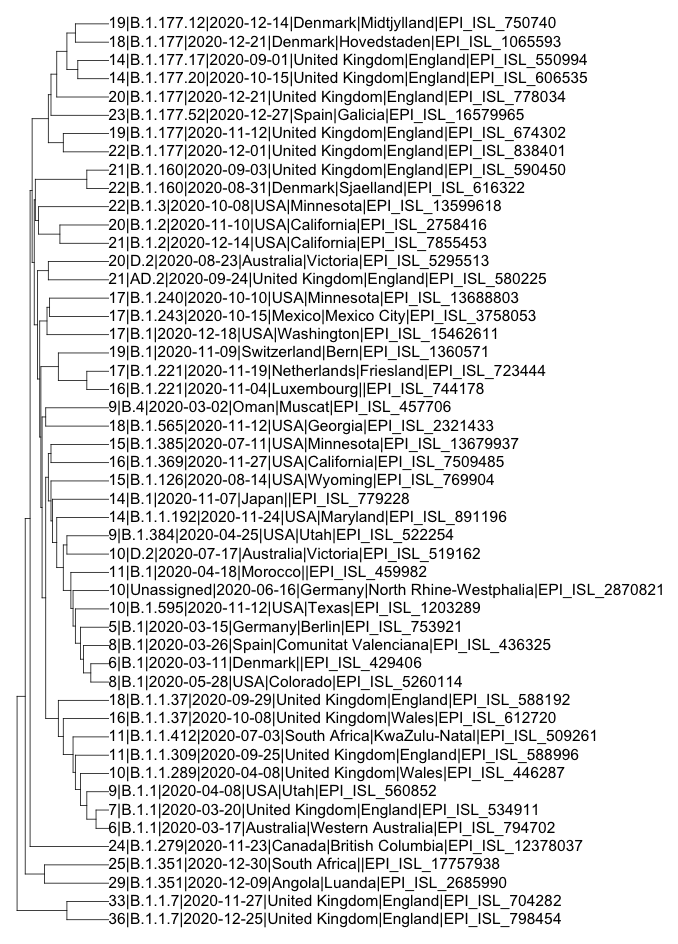 19|B.1.177.12|2020-12-14|Denmark|Midtjylland|EPI_ISL_750740
18|B.1.177|2020-12-21|Denmark|Hovedstaden|EPI_ISL_1065593
14|B.1.177.17|2020-09-01|United Kingdom|England|EPI_ISL_550994
14|B.1.177.20|2020-10-15|United Kingdom|England|EPI_ISL_606535
20|B.1.177|2020-12-21|United Kingdom|England|EPI_ISL_778034
23|B.1.177.52|2020-12-27|Spain|Galicia|EPI_ISL_16579965
19|B.1.177|2020-11-12|United Kingdom|England|EPI_ISL_674302
22|B.1.177|2020-12-01|United Kingdom|England|EPI_ISL_838401
21|B.1.160|2020-09-03|United Kingdom|England|EPI_ISL_590450
22|B.1.160|2020-08-31|Denmark|Sjaelland|EPI_ISL_616322
22|B.1.3|2020-10-08|USA|Minnesota|EPI_ISL_13599618
20|B.1.2|2020-11-10|USA|California|EPI_ISL_2758416
21|B.1.2|2020-12-14|USA|California|EPI_ISL_7855453
20|D.2|2020-08-23|Australia|Victoria|EPI_ISL_5295513
21|AD.2|2020-09-24|United Kingdom|England|EPI_ISL_580225
17|B.1.240|2020-10-10|USA|Minnesota|EPI_ISL_13688803
17|B.1.243|2020-10-15|Mexico|Mexico City|EPI_ISL_3758053
17|B.1|2020-12-18|USA|Washington|EPI_ISL_15462611
19|B.1|2020-11-09|Switzerland|Bern|EPI_ISL_1360571
17|B.1.221|2020-11-19|Netherlands|Friesland|EPI_ISL_723444
16|B.1.221|2020-11-04|Luxembourg||EPI_ISL_744178
9|B.4|2020-03-02|Oman|Muscat|EPI_ISL_457706
18|B.1.565|2020-11-12|USA|Georgia|EPI_ISL_2321433
15|B.1.385|2020-07-11|USA|Minnesota|EPI_ISL_13679937
16|B.1.369|2020-11-27|USA|California|EPI_ISL_7509485
15|B.1.126|2020-08-14|USA|Wyoming|EPI_ISL_769904
14|B.1|2020-11-07|Japan||EPI_ISL_779228
14|B.1.1.192|2020-11-24|USA|Maryland|EPI_ISL_891196
9|B.1.384|2020-04-25|USA|Utah|EPI_ISL_522254
10|D.2|2020-07-17|Australia|Victoria|EPI_ISL_519162
11|B.1|2020-04-18|Morocco||EPI_ISL_459982
10|Unassigned|2020-06-16|Germany|North Rhine-Westphalia|EPI_ISL_2870821
10|B.1.595|2020-11-12|USA|Texas|EPI_ISL_1203289
5|B.1|2020-03-15|Germany|Berlin|EPI_ISL_753921
8|B.1|2020-03-26|Spain|Comunitat Valenciana|EPI_ISL_436325
6|B.1|2020-03-11|Denmark||EPI_ISL_429406
8|B.1|2020-05-28|USA|Colorado|EPI_ISL_5260114
18|B.1.1.37|2020-09-29|United Kingdom|England|EPI_ISL_588192
16|B.1.1.37|2020-10-08|United Kingdom|Wales|EPI_ISL_612720
11|B.1.1.412|2020-07-03|South Africa|KwaZulu-Natal|EPI_ISL_509261
11|B.1.1.309|2020-09-25|United Kingdom|England|EPI_ISL_588996
10|B.1.1.289|2020-04-08|United Kingdom|Wales|EPI_ISL_446287
9|B.1.1|2020-04-08|USA|Utah|EPI_ISL_560852
7|B.1.1|2020-03-20|United Kingdom|England|EPI_ISL_534911
6|B.1.1|2020-03-17|Australia|Western Australia|EPI_ISL_794702
24|B.1.279|2020-11-23|Canada|British Columbia|EPI_ISL_12378037
25|B.1.351|2020-12-30|South Africa||EPI_ISL_17757938
29|B.1.351|2020-12-09|Angola|Luanda|EPI_ISL_2685990
33|B.1.1.7|2020-11-27|United Kingdom|England|EPI_ISL_704282
36|B.1.1.7|2020-12-25|United Kingdom|England|EPI_ISL_798454